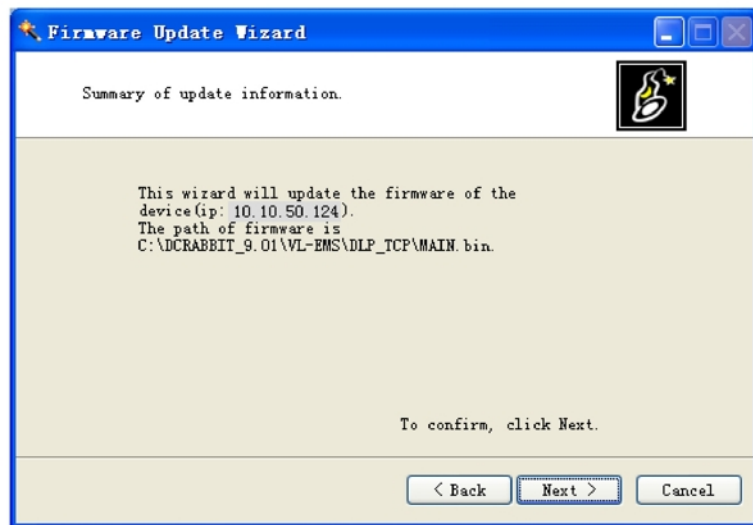 Firmware Update Wizard
Summary of update information.
This wizard will update the firmware of the
device(ip: 10.10.50.124).
The path of firmware is
C:\DCRABBIT_9.01\VL-EMS\DLP_TCP\MAIN.bin.
To confirm, click Next.
< Back Next > Cancel